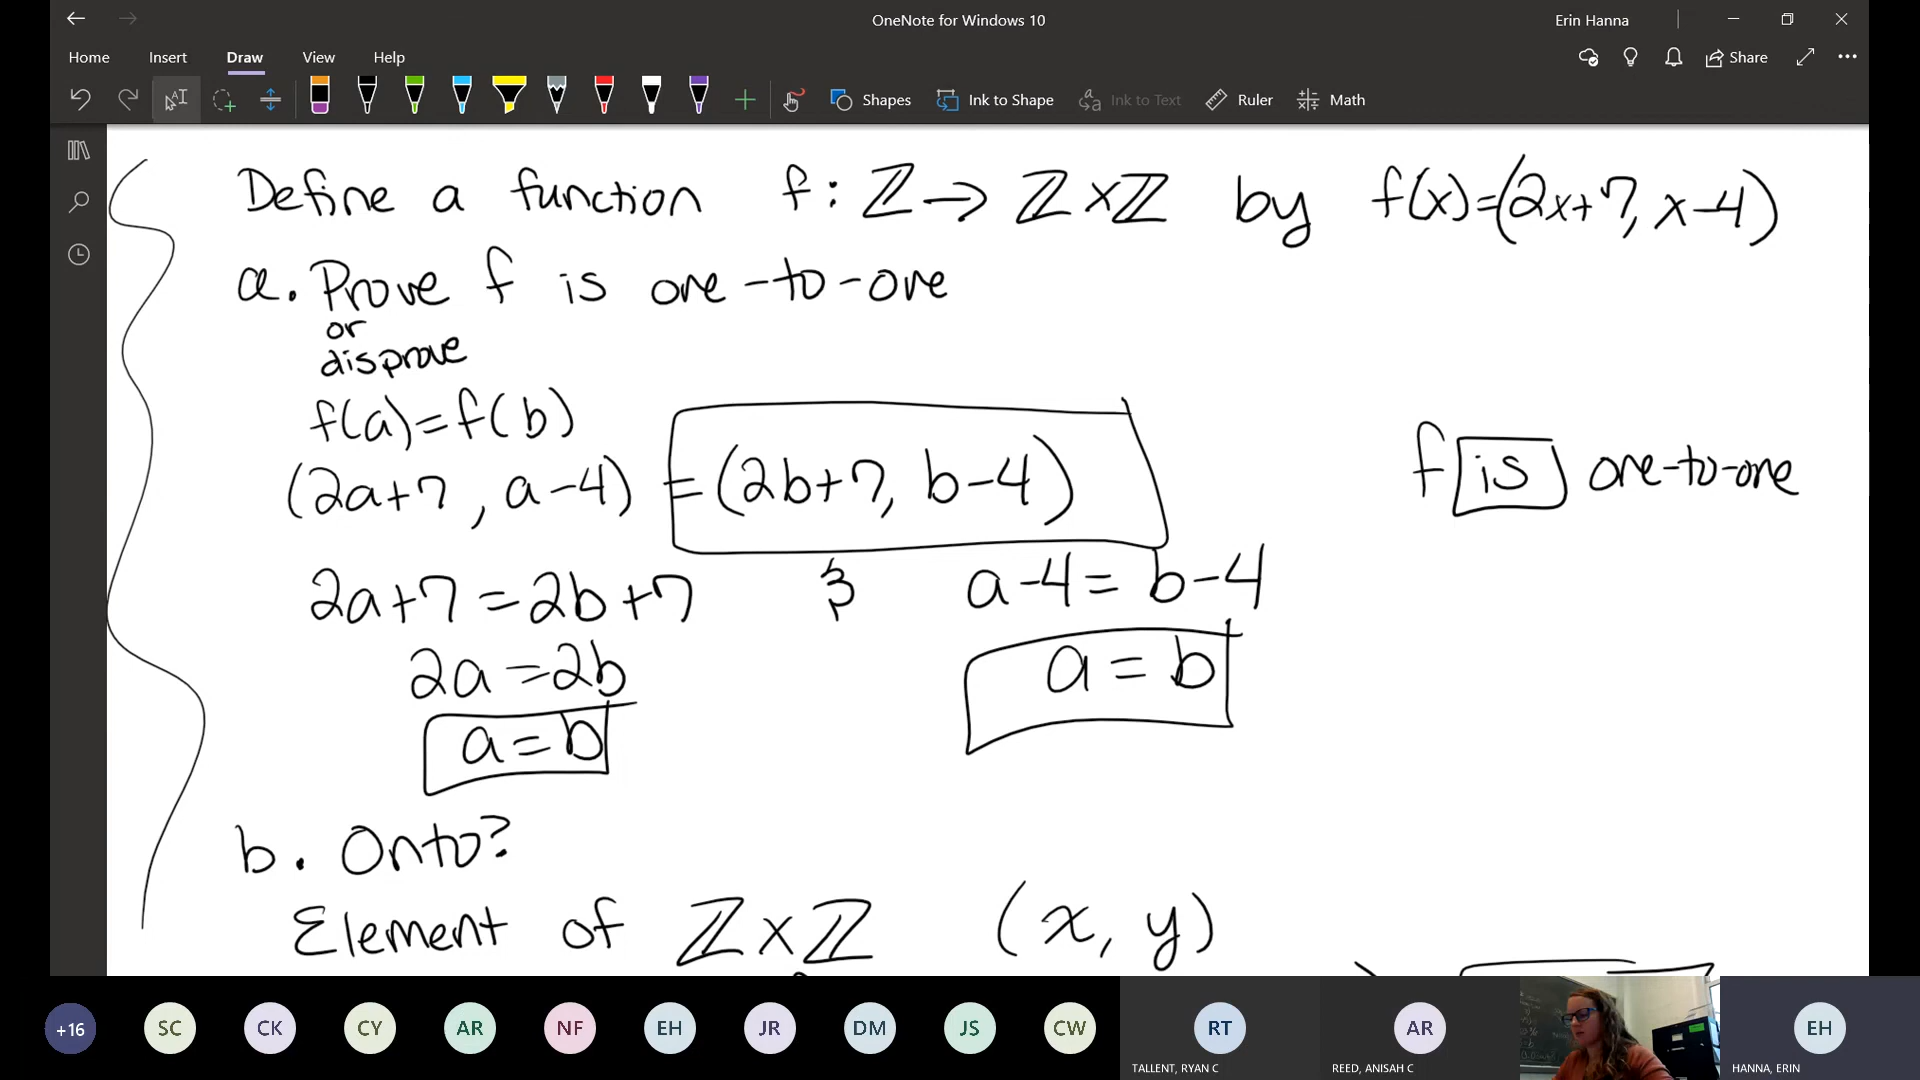 OneNote for Windows 10
Erin Hanna
Home Insert Draw View Help
Share
Shapes Ink to Shape Ink to Text Ruler Math
Define a function f: ℤ→ ℤ×ℤ by f(x)=(2x+7, x-4)
a. Prove f is one-to-one
or
disprove
f(a)=f(b)
(2a+7, a-4) =(2b+7, b-4)
f is one-to-one
2a+7=2b+7 & a-4= b-4
2a=2b
a=b
a=b
b. Onto?
Element of ℤ×ℤ (x, y)
+16 SC CK CY AR NF EH JR DM JS CW RT AR EH
TALLENT, RYAN C REED, ANISAH C HANNA, ERIN